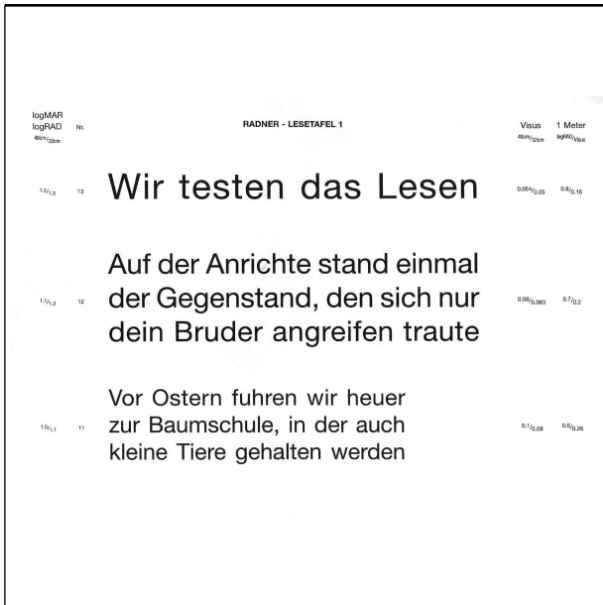 logMAR
logRAD Nr. RADNER - LESETAFEL 1 Visus 1 Meter
40cm/32cm 40cm/32cm logRAD/Visus
1.2/1.3 13 Wir testen das Lesen 0.064/0.05 0.8/0.16
Auf der Anrichte stand einmal
1.1/1.2 12 der Gegenstand, den sich nur 0.08/0.063 0.7/0.2
dein Bruder angreifen traute
Vor Ostern fuhren wir heuer
1.0/1.1 11 zur Baumschule, in der auch 0.1/0.08
kleine Tiere gehalten werden